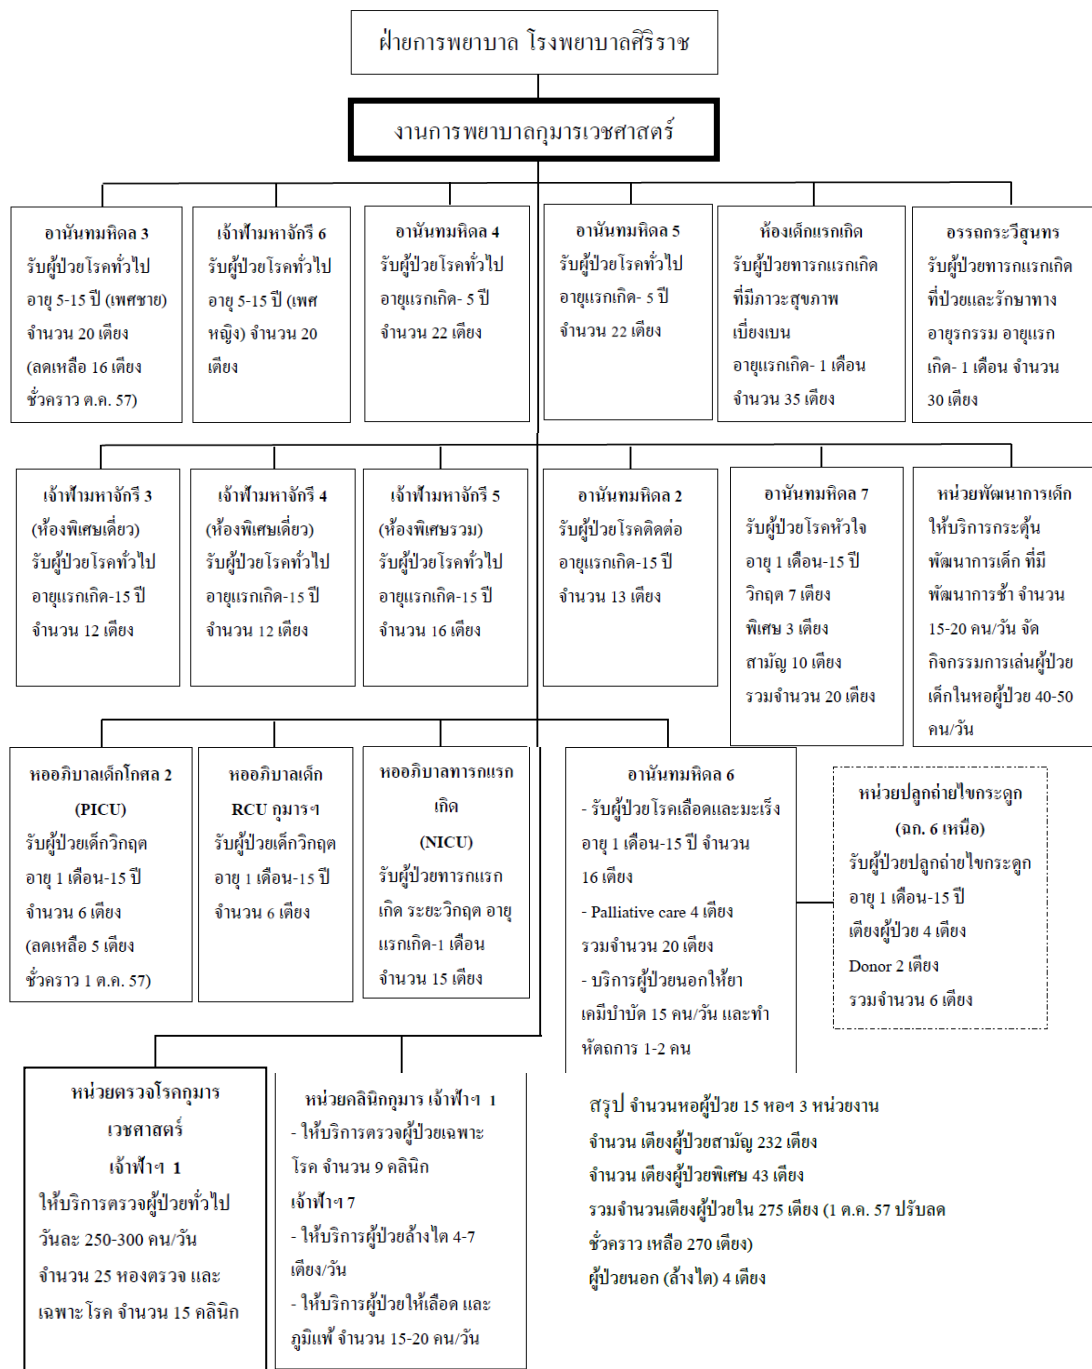 ฝ่ายการพยาบาล โรงพยาบาลศิริราช
งานการพยาบาลกุมารเวชศาสตร์
อานันทมหิดล 3
รับผู้ป่วยโรคทั่วไป
อายุ 5-15 ปี (เพศชาย)
จำนวน 20 เตียง
(ลดเหลือ 16 เตียง
ชั่วคราว ต.ค. 57)
เจ้าฟ้ามหาจักรี 6
รับผู้ป่วยโรคทั่วไป
อายุ 5-15 ปี (เพศ
หญิง) จำนวน 20
เตียง
อานันทมหิดล 4
รับผู้ป่วยโรคทั่วไป
อายุแรกเกิด- 5 ปี
จำนวน 22 เตียง
อานันทมหิดล 5
รับผู้ป่วยโรคทั่วไป
อายุแรกเกิด- 5 ปี
จำนวน 22 เตียง
ห้องเด็กแรกเกิด
รับผู้ป่วยทารกแรกเกิด
ที่มีภาวะสุขภาพ
เบี่ยงเบน
อายุแรกเกิด- 1 เดือน
จำนวน 35 เตียง
อรรถกระวีสุนทร
รับผู้ป่วยทารกแรกเกิด
ที่ป่วยและรักษาทาง
อายุรกรรม อายุแรก
เกิด- 1 เดือน จำนวน
30 เตียง
เจ้าฟ้ามหาจักรี 3
(ห้องพิเศษเดี่ยว)
รับผู้ป่วยโรคทั่วไป
อายุแรกเกิด-15 ปี
จำนวน 12 เตียง
เจ้าฟ้ามหาจักรี 4
(ห้องพิเศษเดี่ยว)
รับผู้ป่วยโรคทั่วไป
อายุแรกเกิด-15 ปี
จำนวน 12 เตียง
เจ้าฟ้ามหาจักรี 5
(ห้องพิเศษรวม)
รับผู้ป่วยโรคทั่วไป
อายุแรกเกิด-15 ปี
จำนวน 16 เตียง
อานันทมหิดล 2
รับผู้ป่วยโรคติดต่อ
อายุแรกเกิด-15 ปี
จำนวน 13 เตียง
อานันทมหิดล 7
รับผู้ป่วยโรคหัวใจ
อายุ 1 เดือน-15 ปี
วิกฤต 7 เตียง
พิเศษ 3 เตียง
สามัญ 10 เตียง
รวมจำนวน 20 เตียง
หน่วยพัฒนาการเด็ก
ให้บริการกระตุ้น
พัฒนาการเด็ก ที่มี
พัฒนาการช้า จำนวน
15-20 คน/วัน จัด
กิจกรรมการเล่นผู้ป่วย
เด็กในหอผู้ป่วย 40-50
คน/วัน
หออภิบาลเด็กโกศล 2
(PICU)
รับผู้ป่วยเด็กวิกฤต
อายุ 1 เดือน-15 ปี
จำนวน 6 เตียง
(ลดเหลือ 5 เตียง
ชั่วคราว 1 ต.ค. 57)
หออภิบาลเด็ก
RCU กุมารฯ
รับผู้ป่วยเด็กวิกฤต
อายุ 1 เดือน-15 ปี
จำนวน 6 เตียง
หออภิบาลทารกแรก
เกิด
(NICU)
รับผู้ป่วยทารกแรก
เกิด ระยะวิกฤต อายุ
แรกเกิด-1 เดือน
จำนวน 15 เตียง
อานันทมหิดล 6
- รับผู้ป่วยโรคเลือดและมะเร็ง
อายุ 1 เดือน-15 ปี จำนวน
16 เตียง
- Palliative care 4 เตียง
รวมจำนวน 20 เตียง
- บริการผู้ป่วยนอกให้ยา
เคมีบำบัด 15 คน/วัน และทำ
หัตถการ 1-2 คน
หน่วยปลูกถ่ายไขกระดูก
(ฉก. 6 เหนือ)
รับผู้ป่วยปลูกถ่ายไขกระดูก
อายุ 1 เดือน-15 ปี
เตียงผู้ป่วย 4 เตียง
Donor 2 เตียง
รวมจำนวน 6 เตียง
หน่วยตรวจโรคกุมาร
เวชศาสตร์
เจ้าฟ้าฯ 1
ให้บริการตรวจผู้ป่วยทั่วไป
วันละ 250-300 คน/วัน
จำนวน 25 หองตรวจ และ
เฉพาะโรค จำนวน 15 คลินิก
หน่วยคลินิกกุมาร เจ้าฟ้าฯ 1
- ให้บริการตรวจผู้ป่วยเฉพาะ
โรค จำนวน 9 คลินิก
เจ้าฟ้าฯ 7
- ให้บริการผู้ป่วยล้างไต 4-7
เตียง/วัน
- ให้บริการผู้ป่วยให้เลือด และ
ภูมิแพ้ จำนวน 15-20 คน/วัน
สรุป จำนวนหอผู้ป่วย 15 หอฯ 3 หน่วยงาน
จำนวน เตียงผู้ป่วยสามัญ 232 เตียง
จำนวน เตียงผู้ป่วยพิเศษ 43 เตียง
รวมจำนวนเตียงผู้ป่วยใน 275 เตียง (1 ต.ค. 57 ปรับลด
ชั่วคราว เหลือ 270 เตียง)
ผู้ป่วยนอก (ล้างไต) 4 เตียง